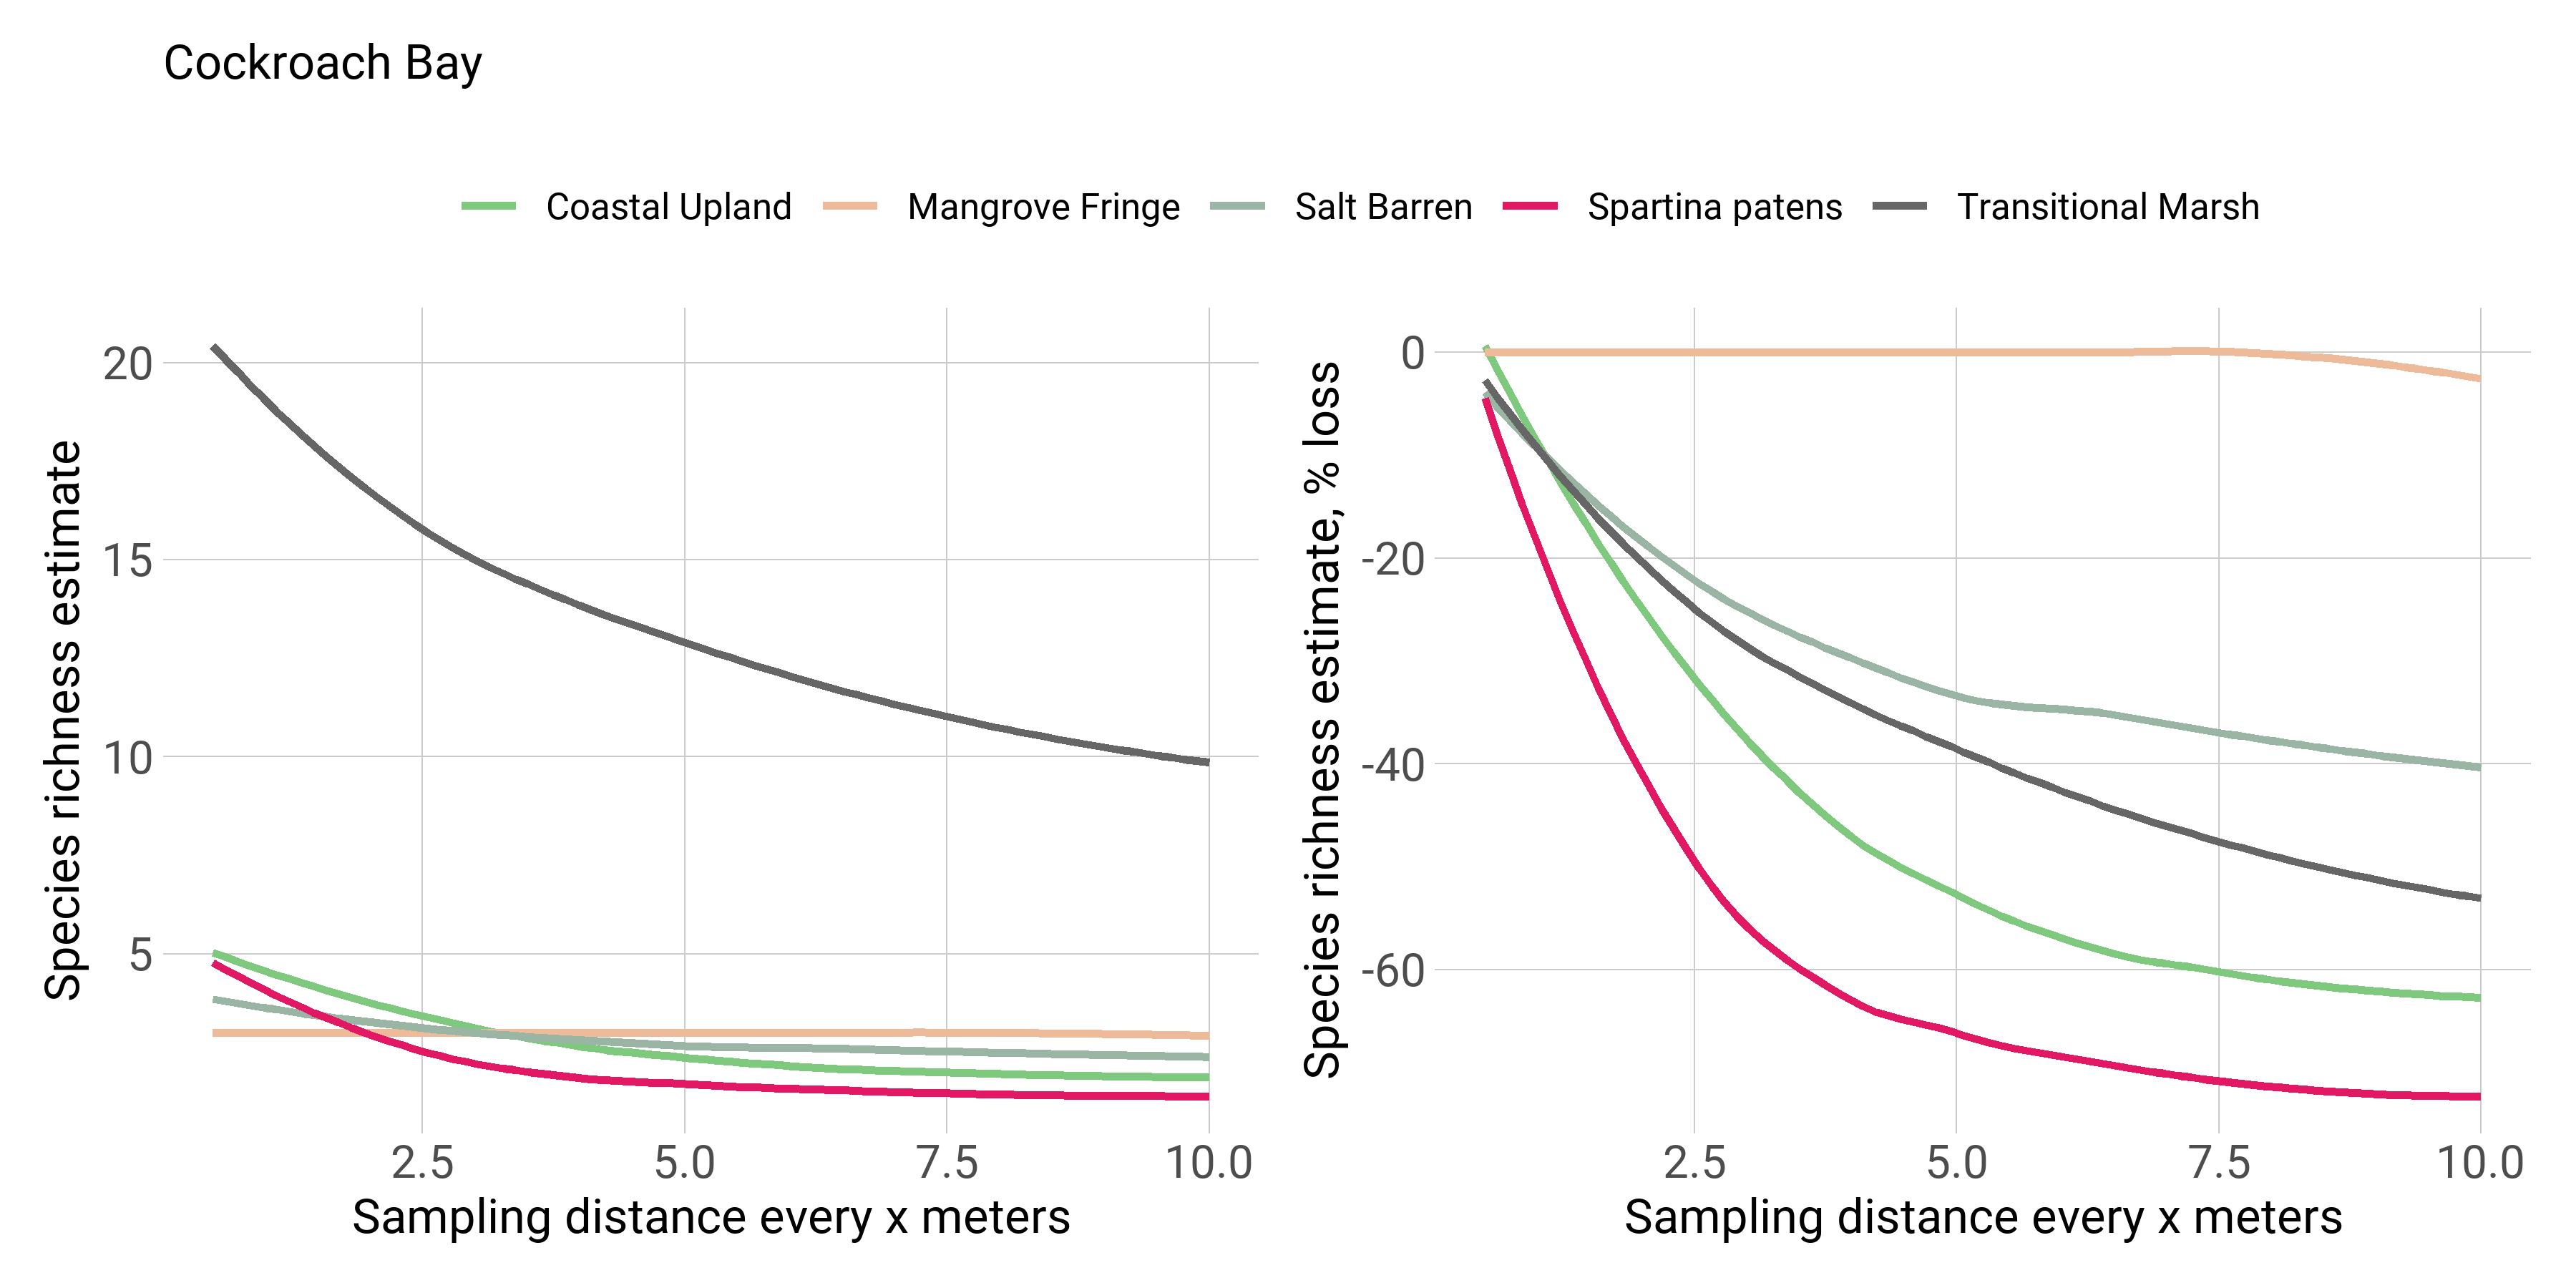 Cockroach Bay
Coastal Upland Mangrove Fringe Salt Barren Spartina patens Transitional Marsh
Species richness estimate
20
15
10
5
2.5 5.0 7.5 10.0
Sampling distance every x meters
Species richness estimate, % loss
0
-20
-40
-60
2.5 5.0 7.5 10.0
Sampling distance every x meters